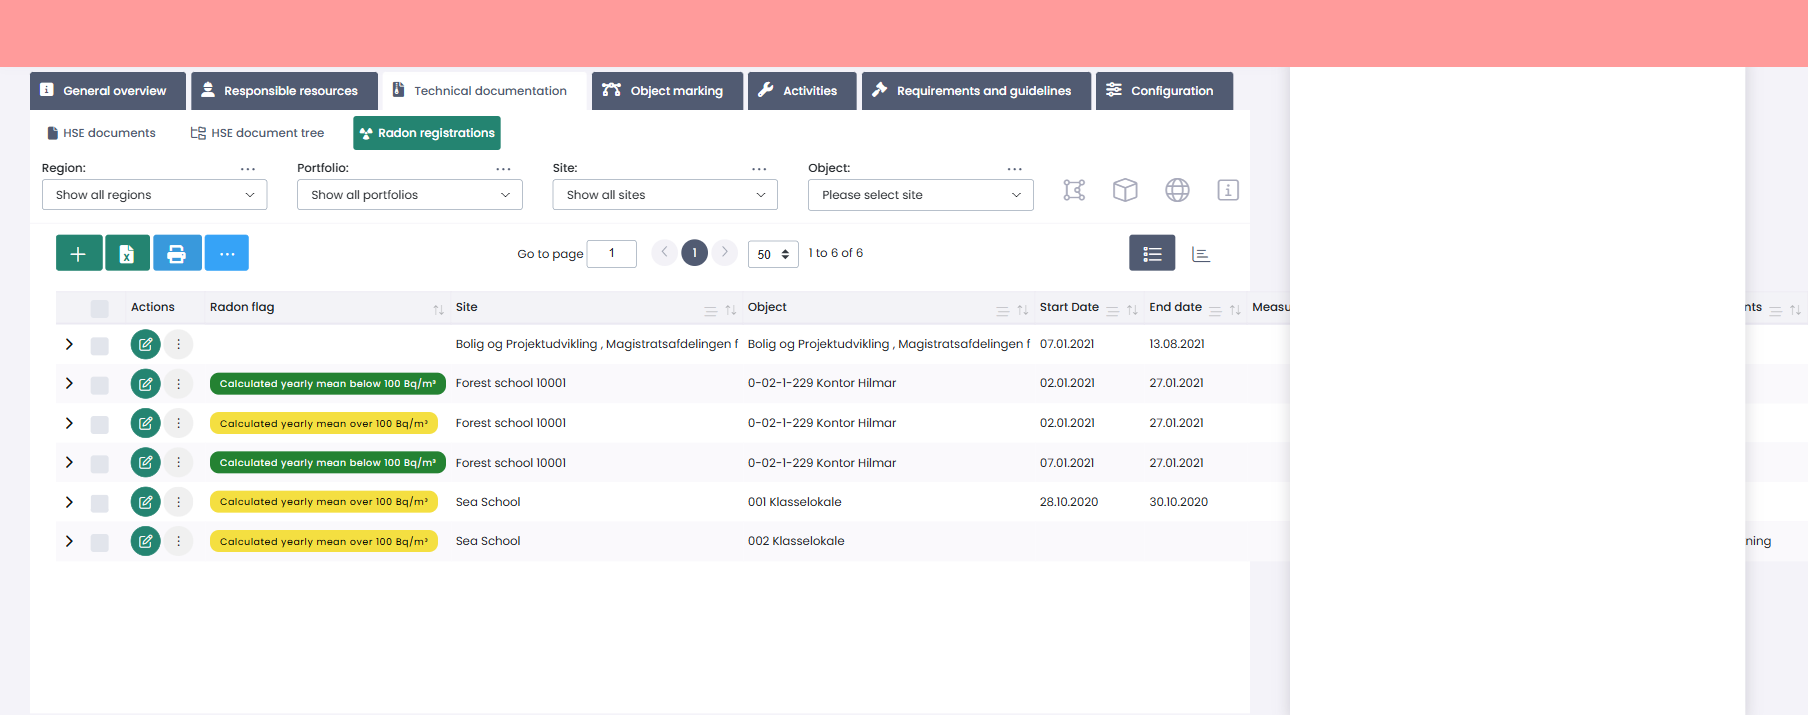 General overview Responsible resources Technical documentation Object marking Activities Requirements and guidelines Configuration
HSE documents HSE document tree Radon registrations
Region: ... Portfolio: ... Site: ... Object: ...
Show all regions Show all portfolios Show all sites Please select site
Go to page 1 1 50 1 to 6 of 6
Actions Radon flag Site Object Start Date End date Measu nts
Bolig og Projektudvikling , Magistratsafdelingen f Bolig og Projektudvikling , Magistratsafdelingen f 07.01.2021 13.08.2021
Calculated yearly mean below 100 Bq/m³ Forest school 10001 0-02-1-229 Kontor Hilmar 02.01.2021 27.01.2021
Calculated yearly mean over 100 Bq/m³ Forest school 10001 0-02-1-229 Kontor Hilmar 02.01.2021 27.01.2021
Calculated yearly mean below 100 Bq/m³ Forest school 10001 0-02-1-229 Kontor Hilmar 07.01.2021 27.01.2021
Calculated yearly mean over 100 Bq/m³ Sea School 001 Klasselokale 28.10.2020 30.10.2020
Calculated yearly mean over 100 Bq/m³ Sea School 002 Klasselokale ning